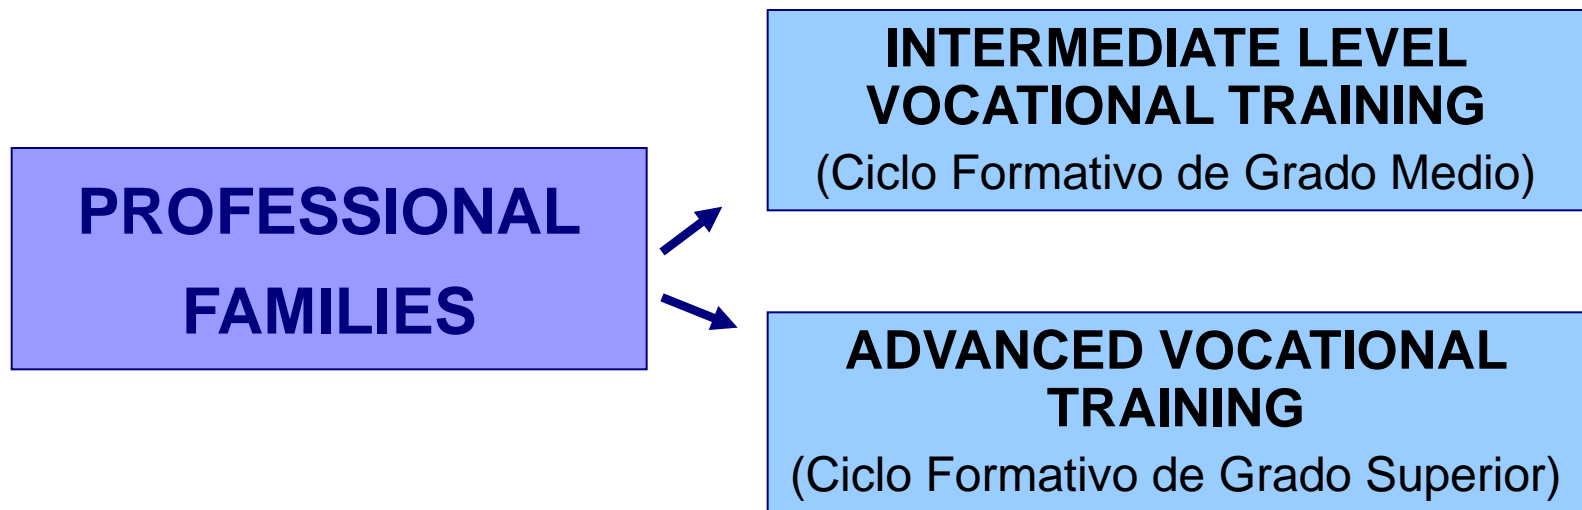 PROFESSIONAL
FAMILIES
INTERMEDIATE LEVEL
VOCATIONAL TRAINING
(Ciclo Formativo de Grado Medio)
ADVANCED VOCATIONAL
TRAINING
(Ciclo Formativo de Grado Superior)